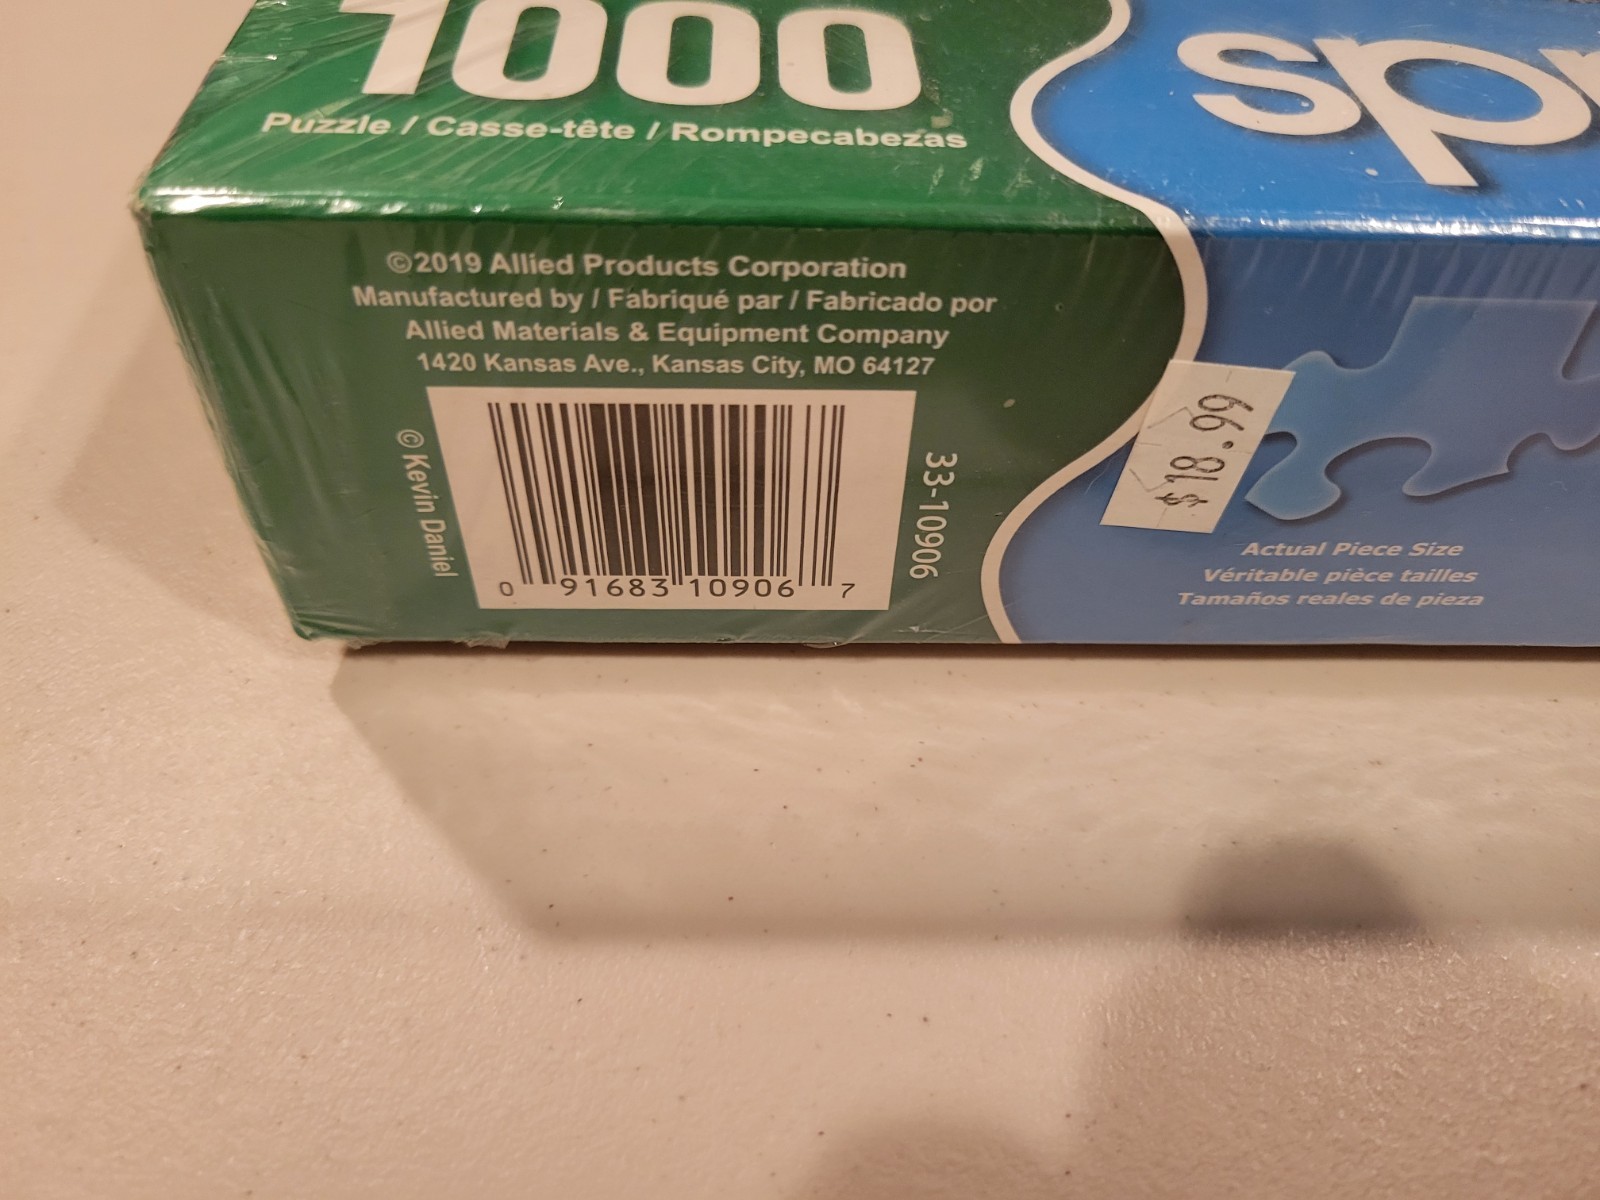 1000
Puzzle / Casse-tête / Rompecabezas
©2019 Allied Products Corporation
Manufactured by / Fabriqué par / Fabricado por
Allied Materials & Equipment Company
1420 Kansas Ave., Kansas City, MO 64127
© Kevin Daniel
0 91683 10906 7
33-10906
$18.99
Actual Piece Size
Véritable pièce tailles
Tamaños reales de pieza